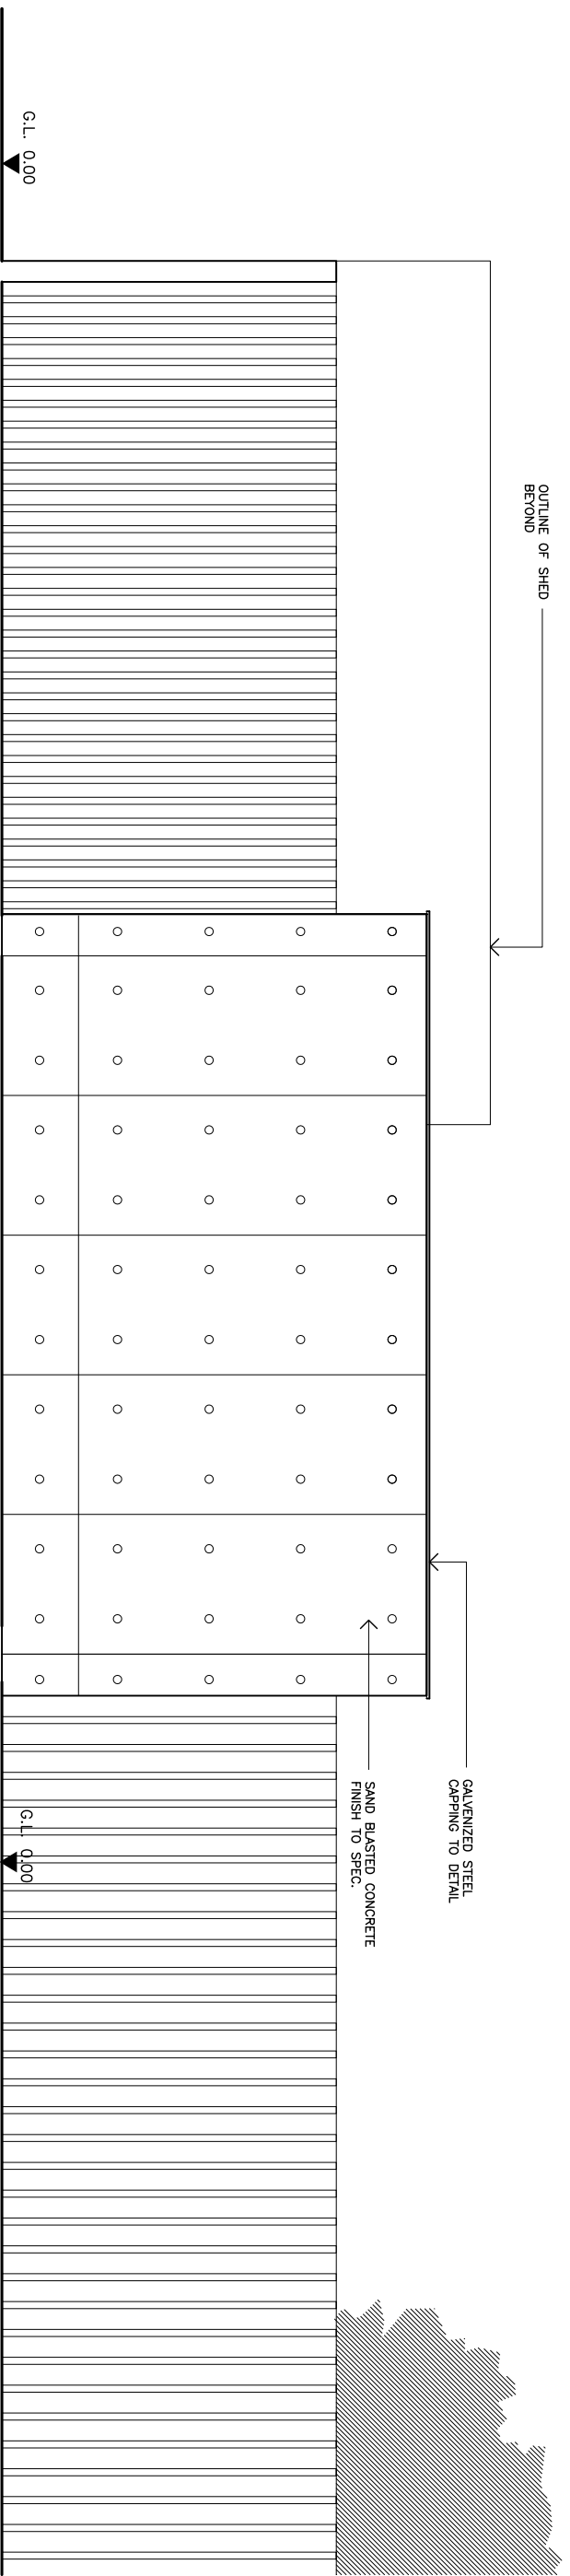 G.L. 0.00
OUTLINE OF SHED
BEYOND
GALVENIZED STEEL
CAPPING TO DETAIL
SAND BLASTED CONCRETE
FINISH TO SPEC.
G.L. 0.00